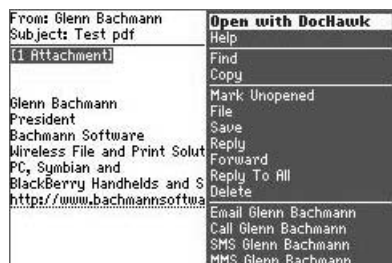 From: Glenn Bachmann
Subject: Test pdf
[1 Attachment]
Glenn Bachmann
President
Bachmann Software
Wireless File and Print Solut
PC, Symbian and
BlackBerry Handhelds and S
http://www.bachmannsoftwa
Open with DocHawk
Help
Find
Copy
Mark Unopened
File
Save
Reply
Forward
Reply To All
Delete
Email Glenn Bachmann
Call Glenn Bachmann
SMS Glenn Bachmann
MMS Glenn Bachmann